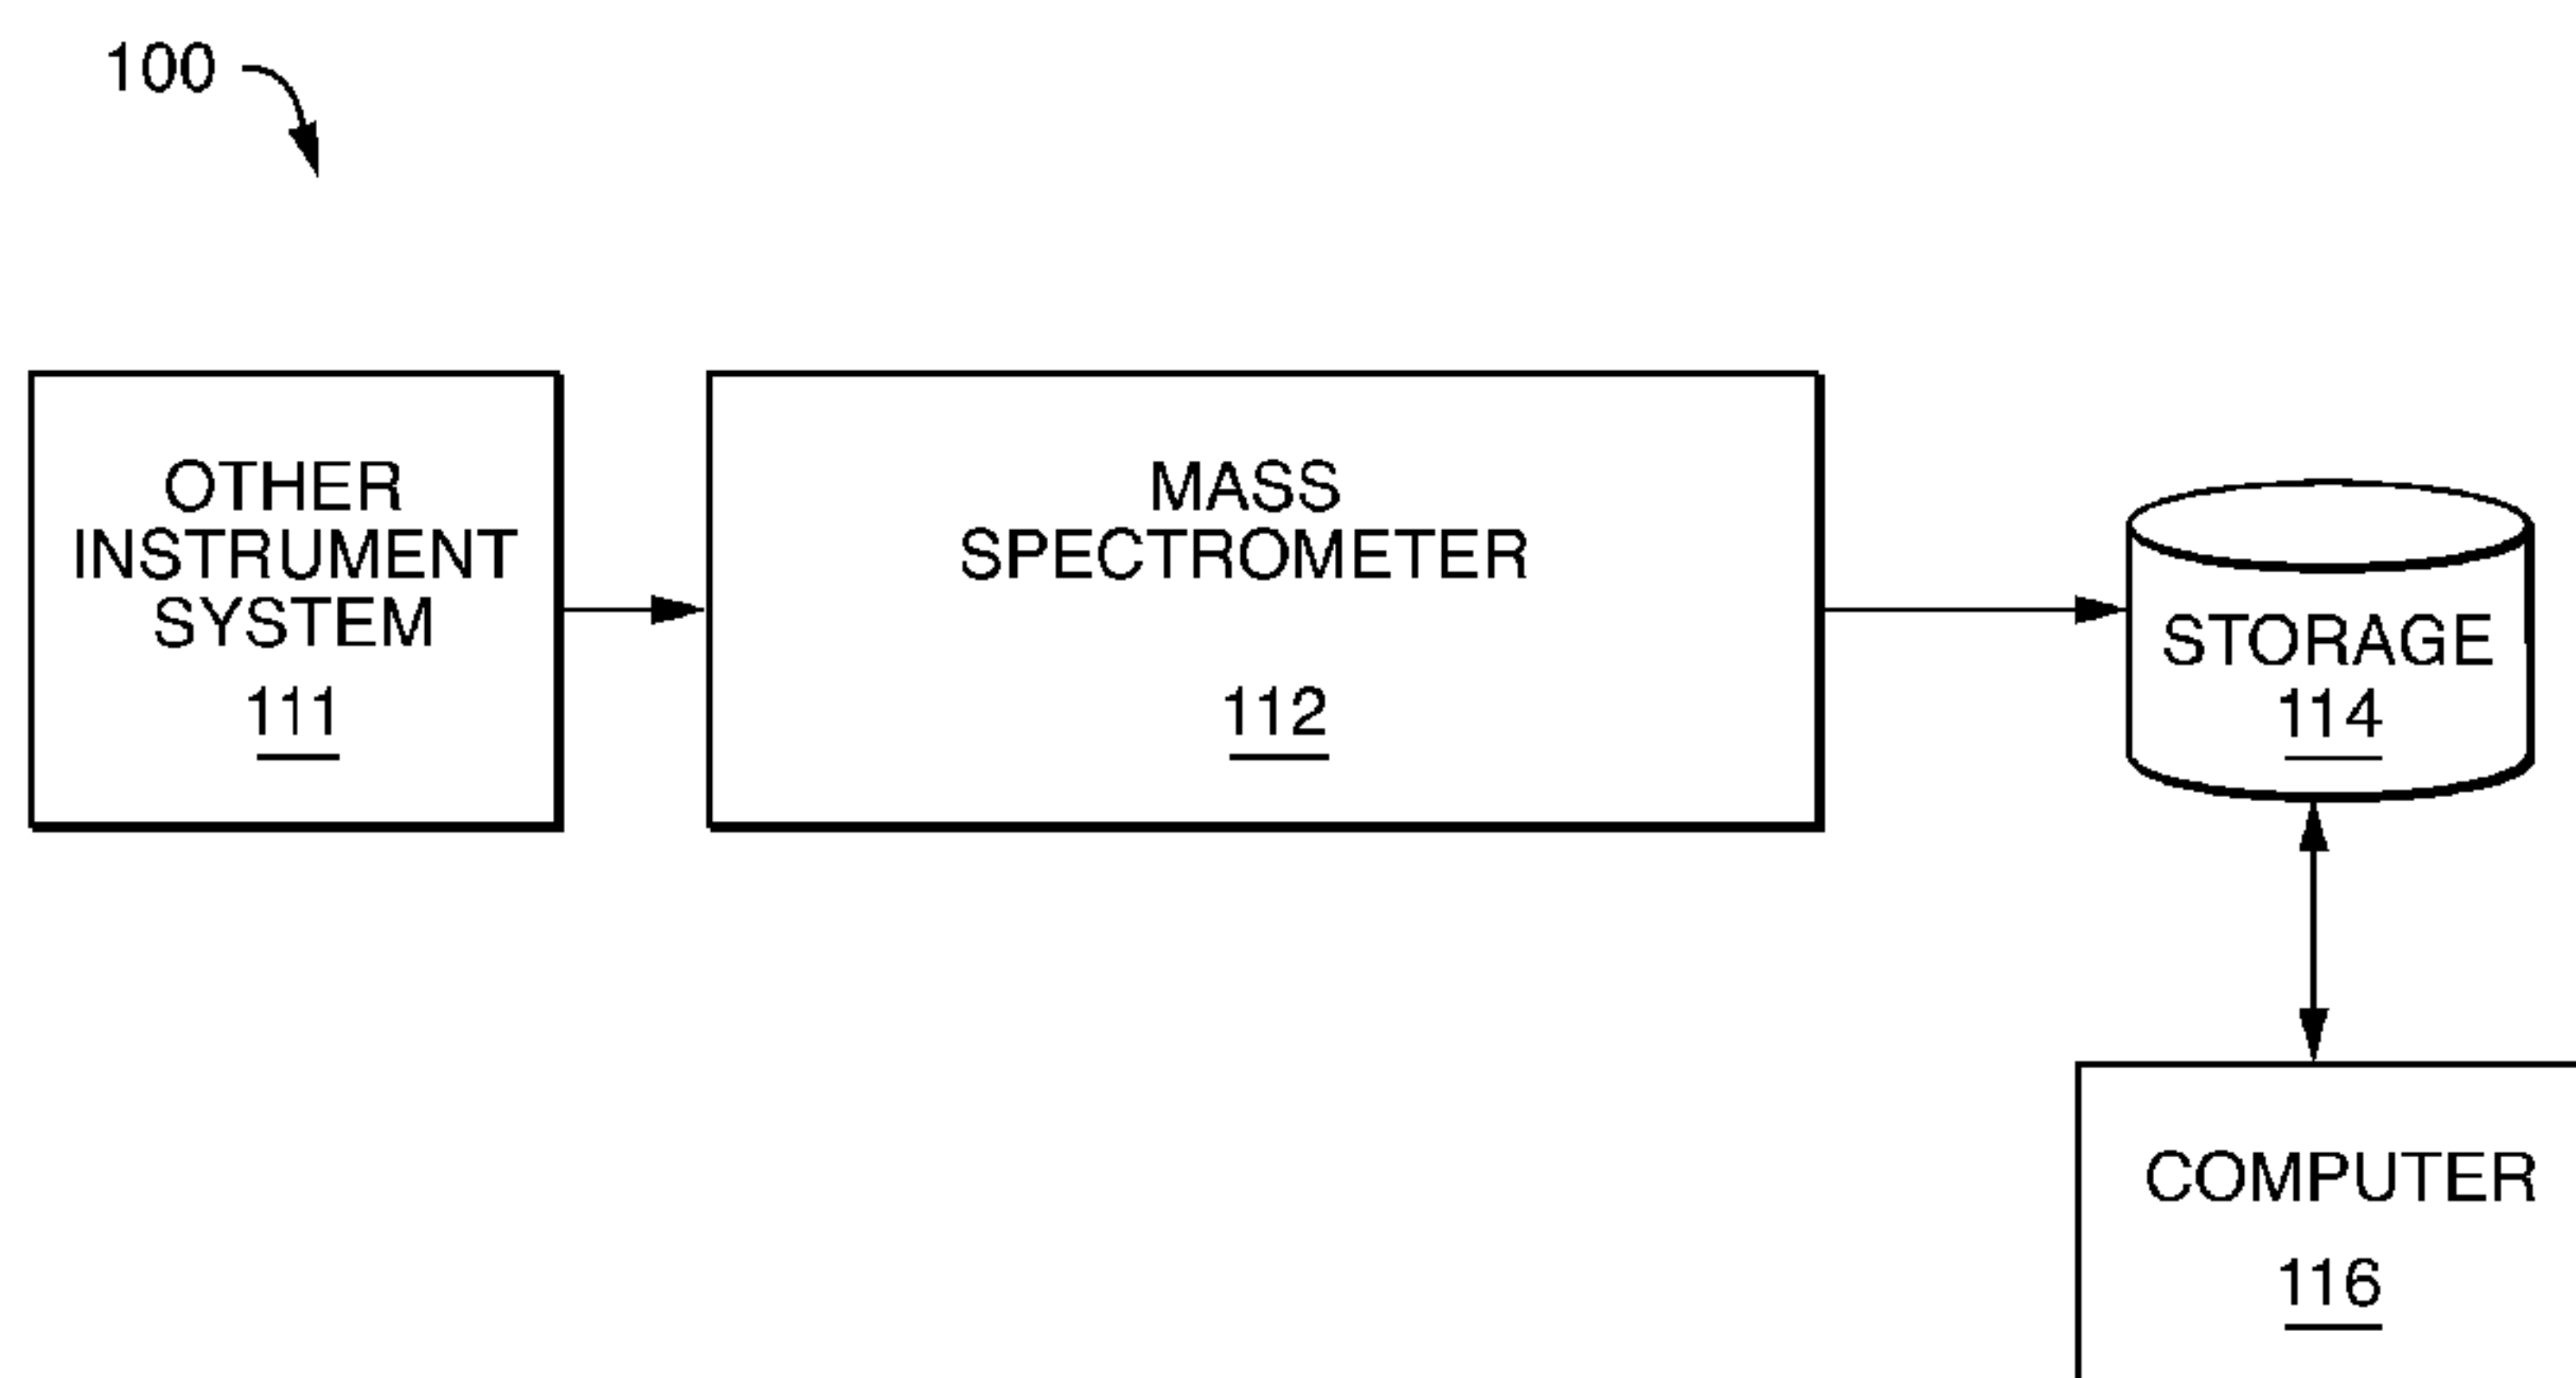 100
OTHER
INSTRUMENT
SYSTEM
111
MASS
SPECTROMETER
112
STORAGE
114
COMPUTER
116